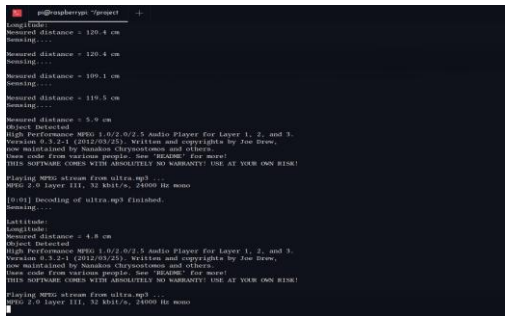 pi@raspberrypi: ~/project
Longitude:
Mesured distance = 120.4 cm
Sensing....
Mesured distance = 120.4 cm
Sensing....
Mesured distance = 109.1 cm
Sensing....
Mesured distance = 119.5 cm
Sensing....
Mesured distance = 5.9 cm
Object Detected
High Performance MPEG 1.0/2.0/2.5 Audio Player for Layer 1, 2, and 3.
Version 0.3.2-1 (2012/03/25). Written and copyrights by Joe Drew,
now maintained by Nanakos Chrysostomos and others.
Uses code from various people. See 'README' for more!
THIS SOFTWARE COMES WITH ABSOLUTELY NO WARRANTY! USE AT YOUR OWN RISK!
Playing MPEG stream from ultra.mp3 ...
MPEG 2.0 layer III, 32 kbit/s, 24000 Hz mono
[0:01] Decoding of ultra.mp3 finished.
Sensing....
Lattitude:
Longitude:
Mesured distance = 4.8 cm
Object Detected
High Performance MPEG 1.0/2.0/2.5 Audio Player for Layer 1, 2, and 3.
Version 0.3.2-1 (2012/03/25). Written and copyrights by Joe Drew,
now maintained by Nanakos Chrysostomos and others.
Uses code from various people. See 'README' for more!
THIS SOFTWARE COMES WITH ABSOLUTELY NO WARRANTY! USE AT YOUR OWN RISK!
Playing MPEG stream from ultra.mp3 ...
MPEG 2.0 layer III, 32 kbit/s, 24000 Hz mono